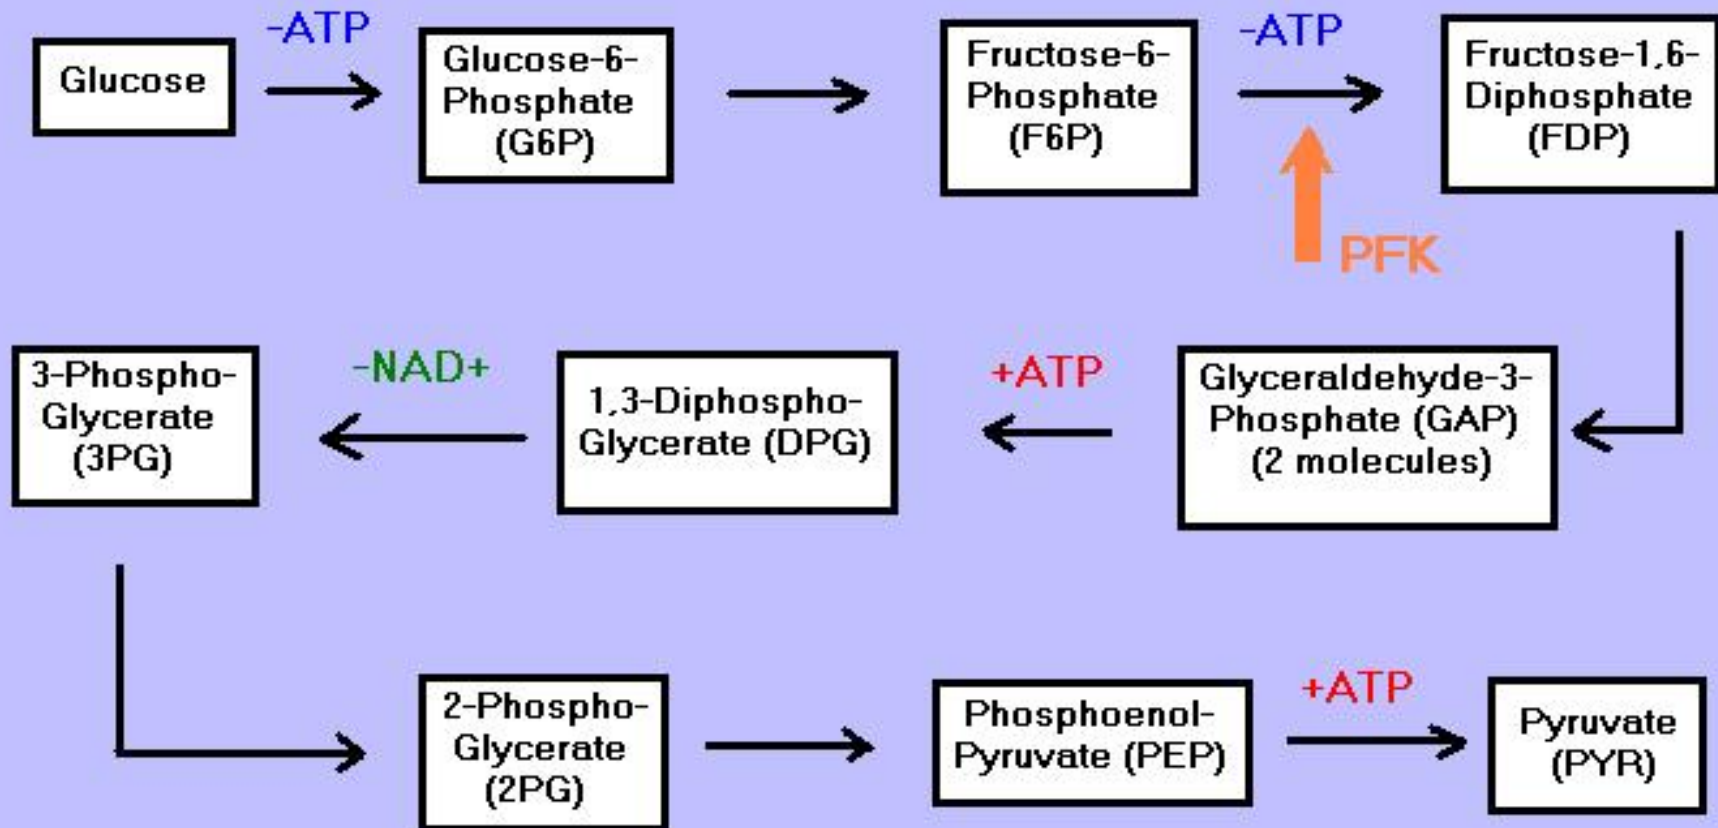 -ATP
-ATP
Glucose
Glucose-6-
Phosphate
(G6P)
Fructose-6-
Phosphate
(F6P)
Fructose-1,6-
Diphosphate
(FDP)
PFK
3-Phospho-
Glycerate
(3PG)
-NAD+
1,3-Diphospho-
Glycerate (DPG)
+ATP
Glyceraldehyde-3-
Phosphate (GAP)
(2 molecules)
2-Phospho-
Glycerate
(2PG)
Phosphoenol-
Pyruvate (PEP)
+ATP
Pyruvate
(PYR)